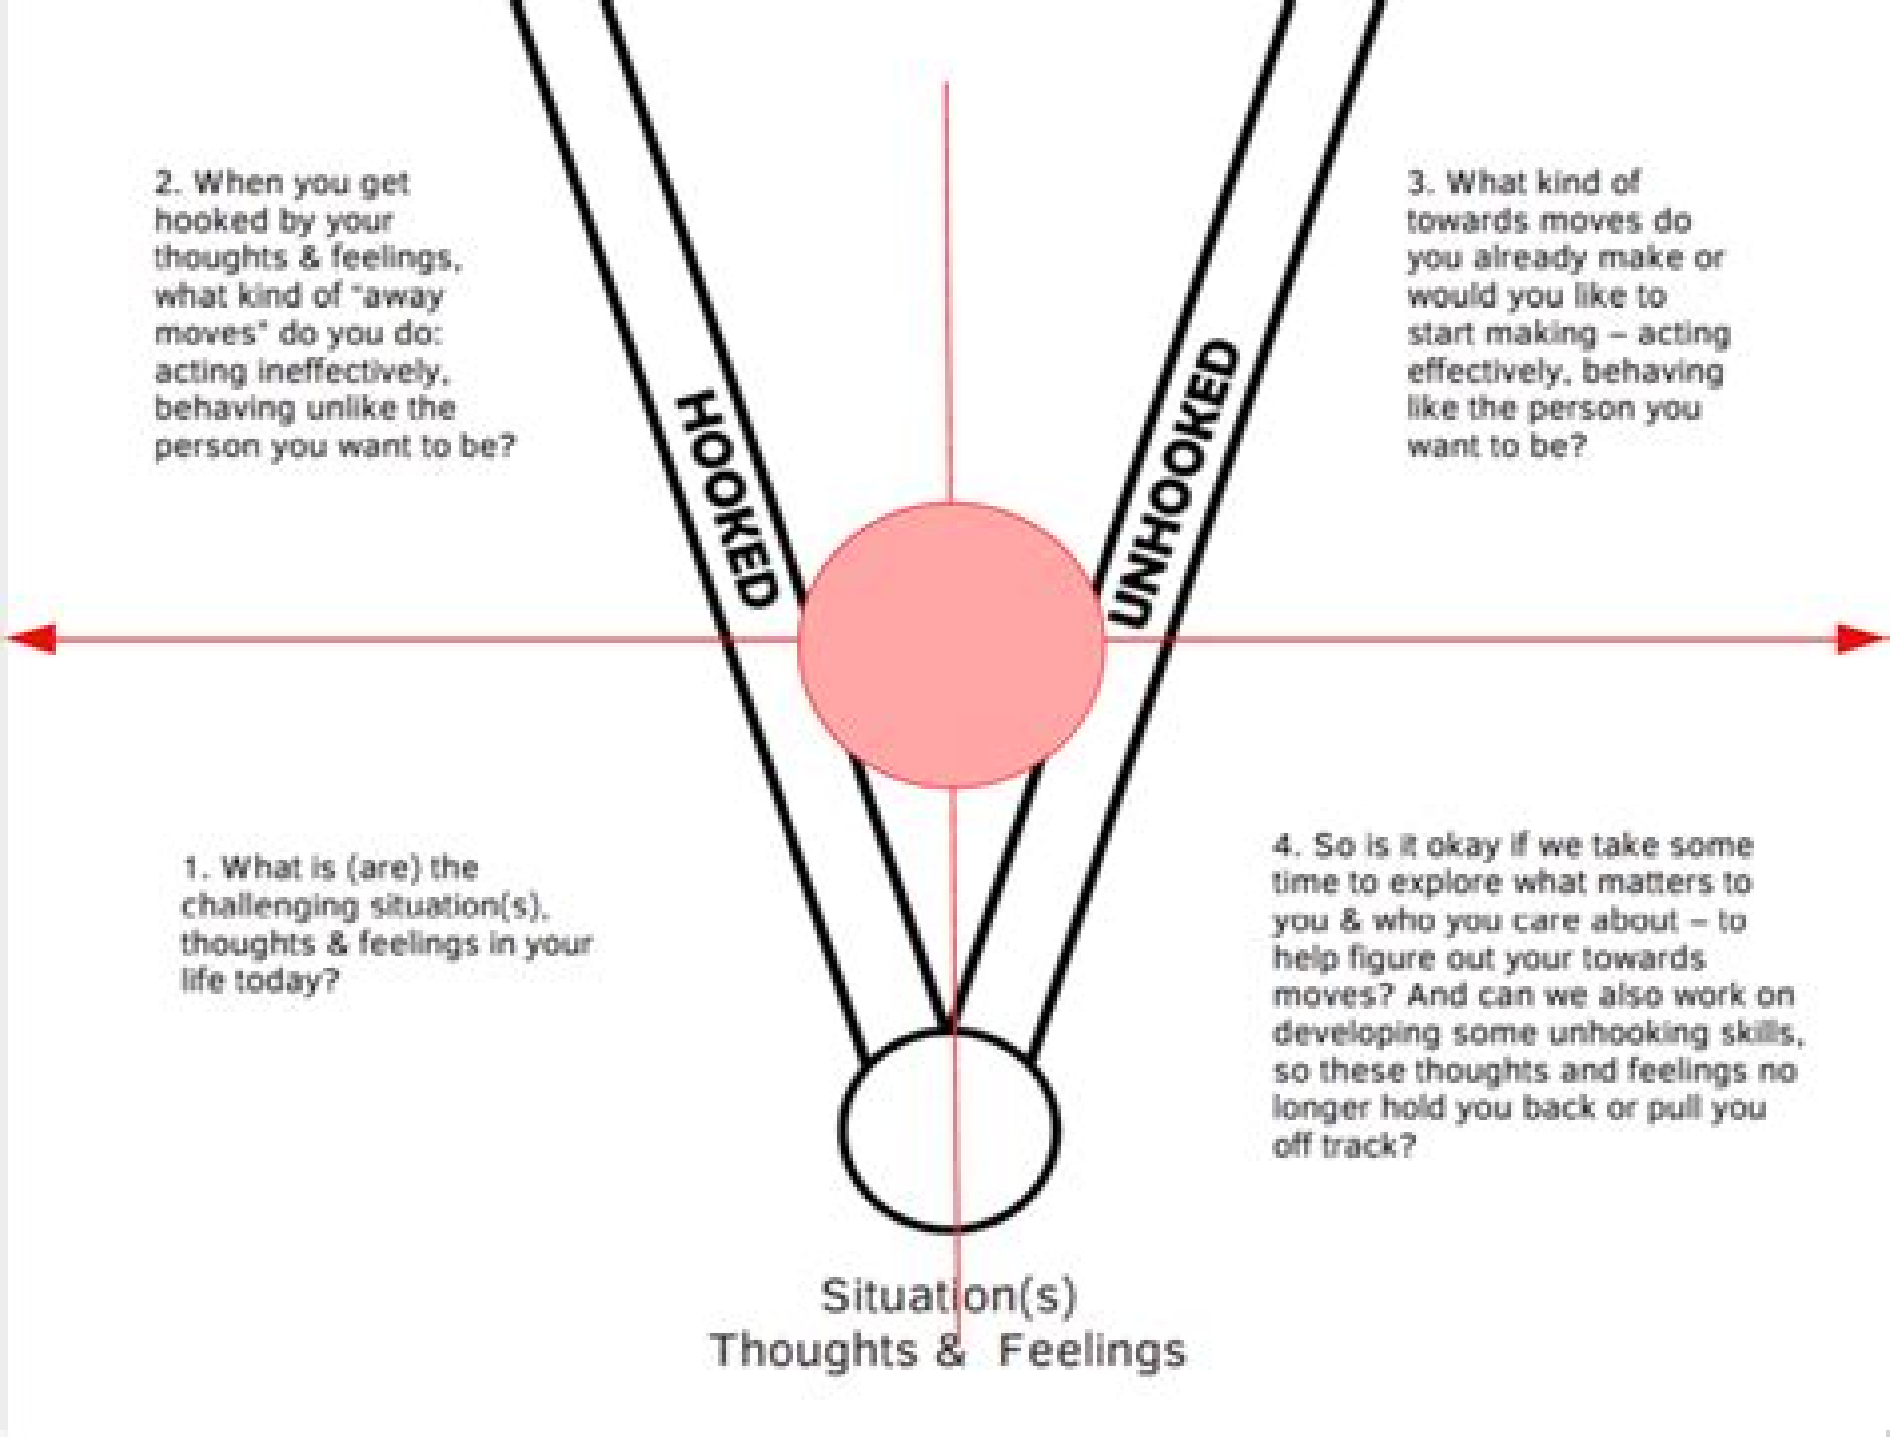 2. When you get
hooked by your
thoughts & feelings,
what kind of "away
moves" do you do:
acting ineffectively,
behaving unlike the
person you want to be?
HOOKED
UNHOOKED
3. What kind of
towards moves do
you already make or
would you like to
start making – acting
effectively, behaving
like the person you
want to be?
1. What is (are) the
challenging situation(s),
thoughts & feelings in your
life today?
4. So is it okay if we take some
time to explore what matters to
you & who you care about – to
help figure out your towards
moves? And can we also work on
developing some unhooking skills,
so these thoughts and feelings no
longer hold you back or pull you
off track?
Situation(s)
Thoughts & Feelings